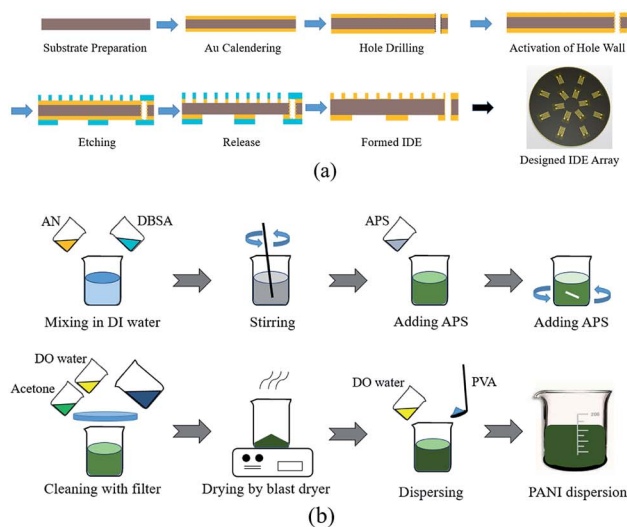 Substrate Preparation
Au Calendering
Hole Drilling
Activation of Hole Wall
Etching
Release
Formed IDE
Designed IDE Array
(a)
AN
DBSA
APS
Mixing in DI water
Stirring
Adding APS
Adding APS
DO water
Acetone
DO water
PVA
Cleaning with filter
Drying by blast dryer
Dispersing
PANI dispersion
(b)